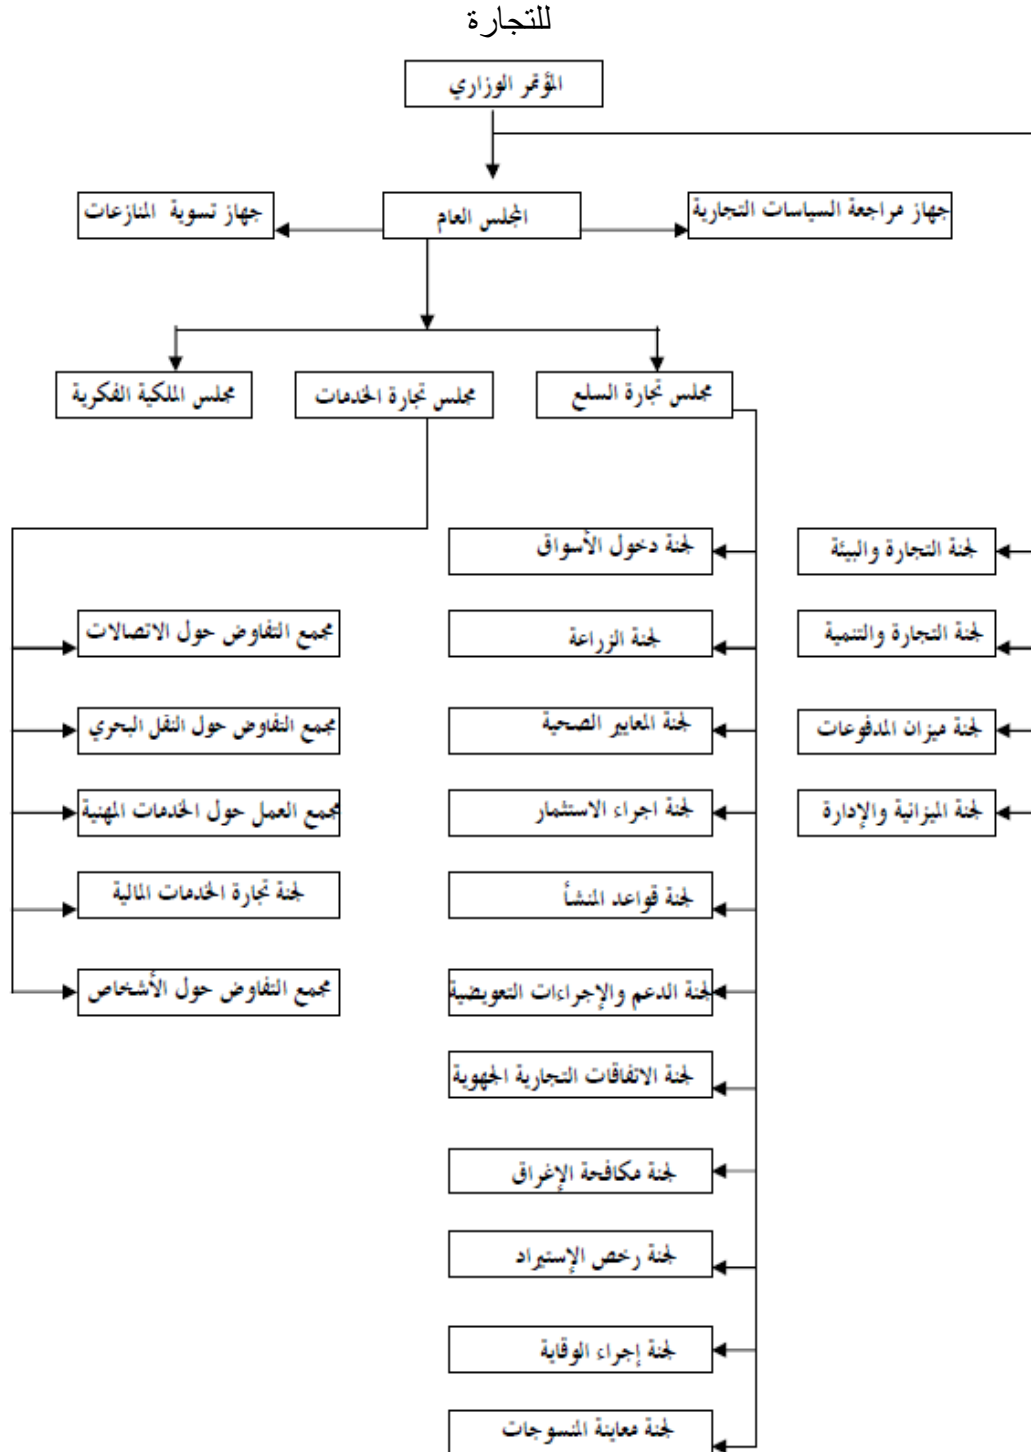 للتجارة
المؤتمر الوزاري
جهاز مراجعة السياسات التجارية
المجلس العام
جهاز تسوية المنازعات
مجلس تجارة السلع
مجلس تجارة الخدمات
مجلس الملكية الفكرية
لجنة التجارة والبيئة
لجنة التجارة والتنمية
لجنة ميزان المدفوعات
لجنة الميزانية والإدارة
لجنة دخول الأسواق
لجنة الزراعة
لجنة المعايير الصحية
لجنة اجراء الاستثمار
لجنة قواعد المنشأ
لجنة الدعم والإجراءات التعويضية
لجنة الاتفاقات التجارية الجهوية
لجنة مكافحة الإغراق
لجنة رخص الإستيراد
لجنة إجراء الوقاية
لجنة معاينة المنسوجات
مجمع التفاوض حول الاتصالات
مجمع التفاوض حول النقل البحري
مجمع العمل حول الخدمات المهنية
لجنة تجارة الخدمات المالية
مجمع التفاوض حول الأشخاص